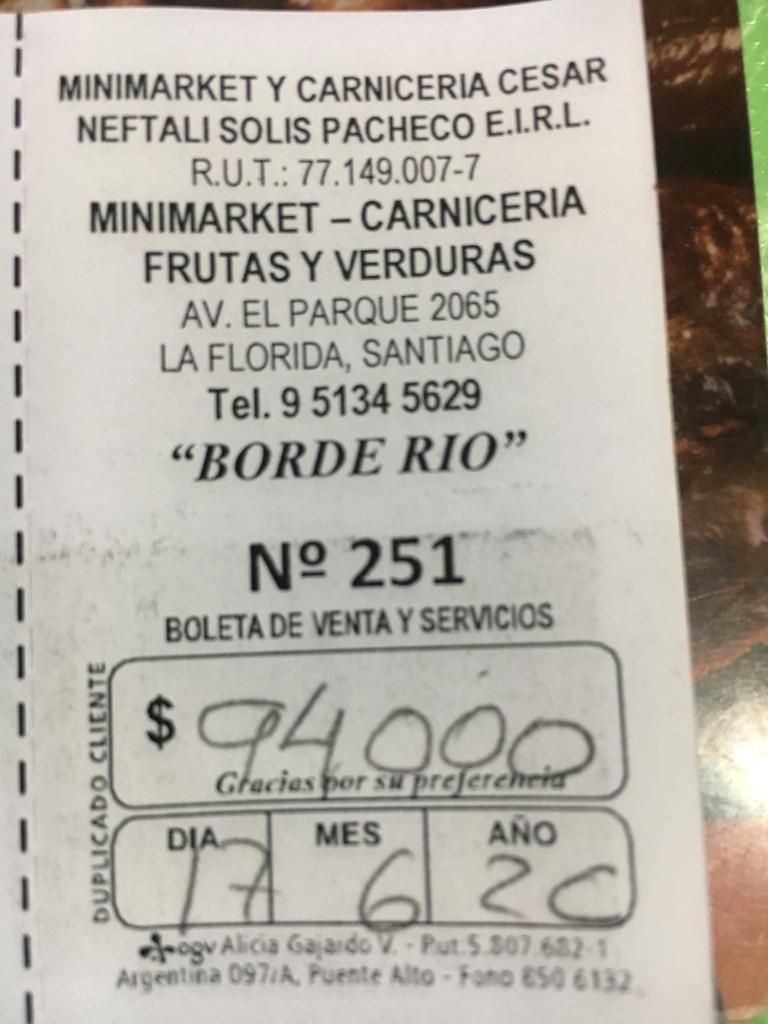 MINIMARKET Y CARNICERIA CESAR
NEFTALI SOLIS PACHECO E.I.R.L.
R.U.T.: 77.149.007-7
MINIMARKET – CARNICERIA
FRUTAS Y VERDURAS
AV. EL PARQUE 2065
LA FLORIDA, SANTIAGO
Tel. 9 5134 5629
“BORDE RIO”
Nº 251
BOLETA DE VENTA Y SERVICIOS
DUPLICADO CLIENTE
$ 94000
Gracias por su preferencia
DIA MES AÑO
17 6 20
ogv Alicia Gajardo V. - Rut.5.807.682-1
Argentina 097/A, Puente Alto - Fono 850 6132